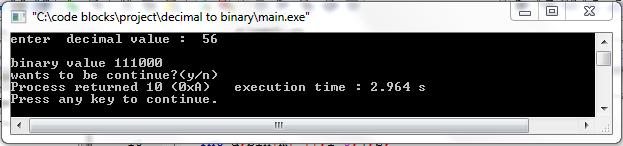 "C:\code blocks\project\decimal to binary\main.exe"
enter  decimal value :  56
binary value 111000
wants to be continue?(y/n)
Process returned 10 (0xA)   execution time : 2.964 s
Press any key to continue.